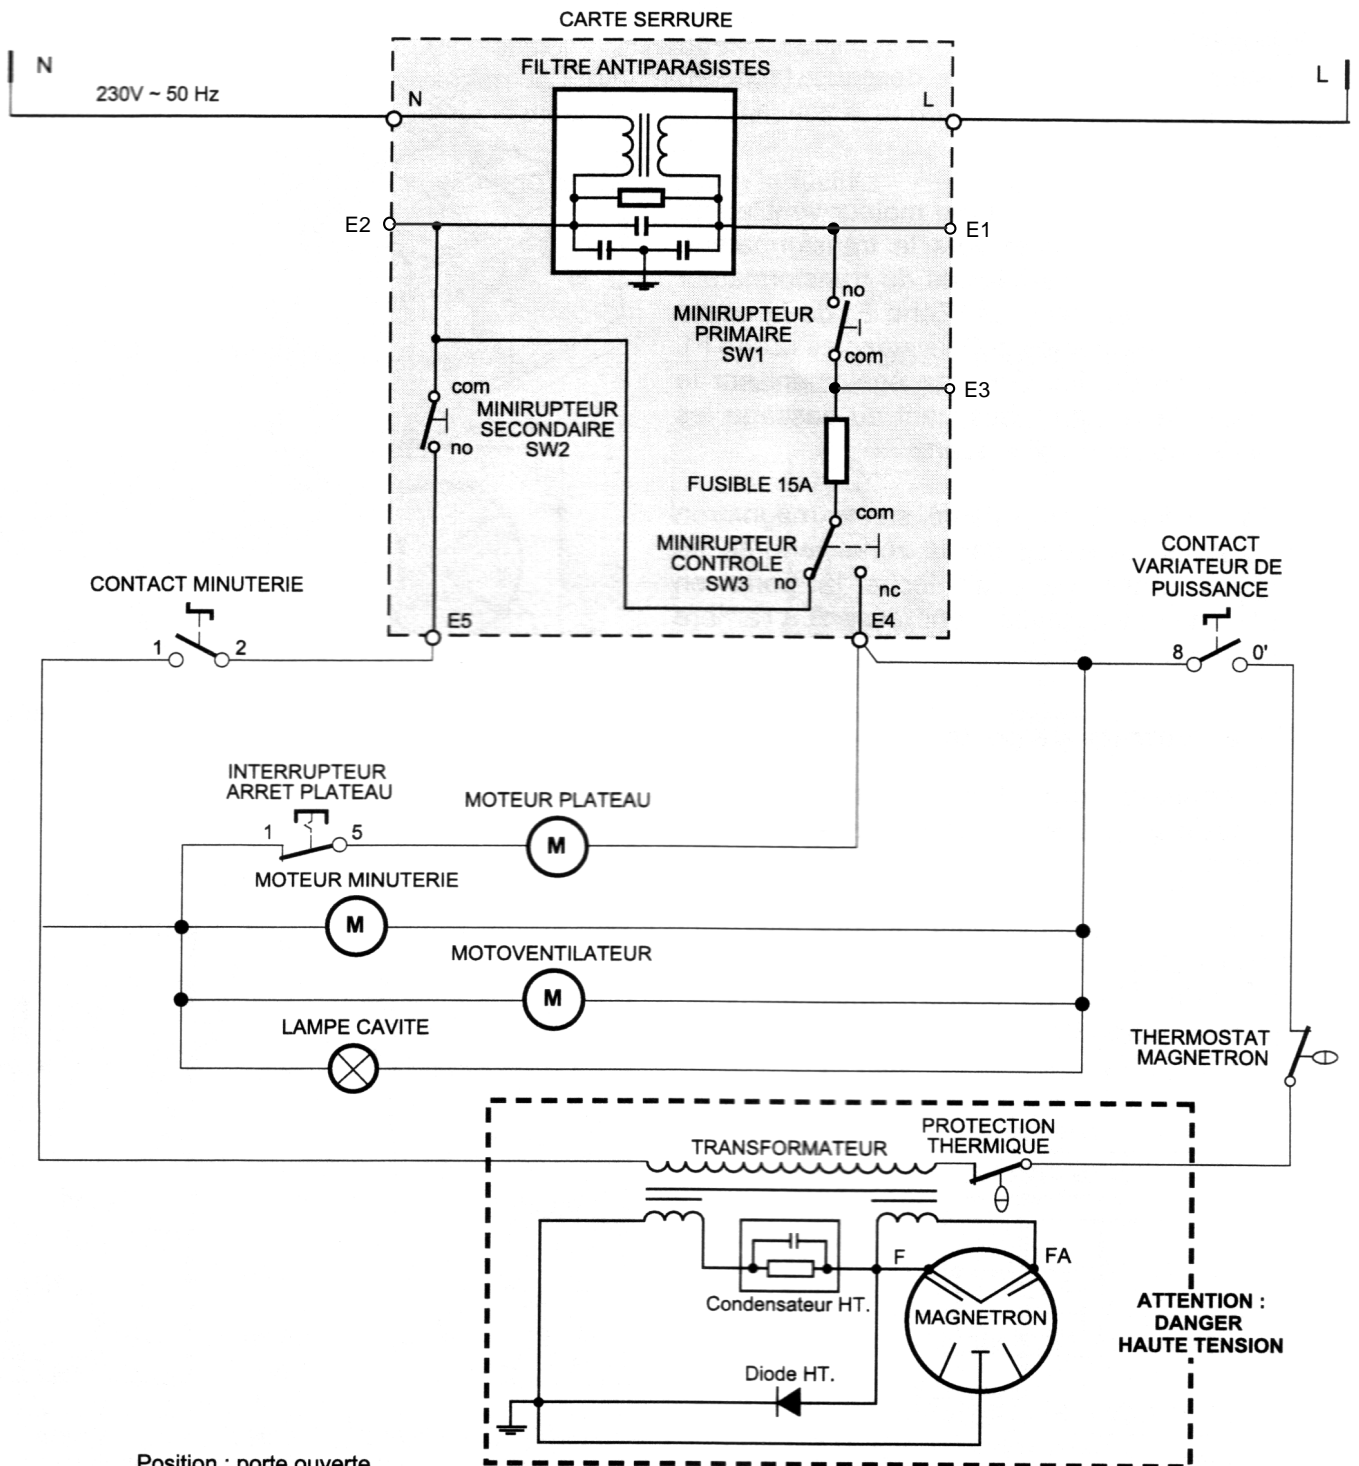 CARTE SERRURE
N
L
230V ~ 50 Hz
FILTRE ANTIPARASISTES
N
L
E2
E1
no
MINIRUPTEUR
PRIMAIRE
SW1
com
E3
com
MINIRUPTEUR
SECONDAIRE
SW2
no
FUSIBLE 15A
com
MINIRUPTEUR
CONTROLE
SW3
no
nc
E5
E4
CONTACT MINUTERIE
1
2
CONTACT
VARIATEUR DE
PUISSANCE
8
0'
INTERRUPTEUR
ARRET PLATEAU
1
5
MOTEUR PLATEAU
M
MOTEUR MINUTERIE
M
MOTOVENTILATEUR
M
LAMPE CAVITE
THERMOSTAT
MAGNETRON
TRANSFORMATEUR
PROTECTION
THERMIQUE
F
FA
Condensateur HT.
MAGNETRON
ATTENTION :
DANGER
HAUTE TENSION
Diode HT.
Position : porte ouverte